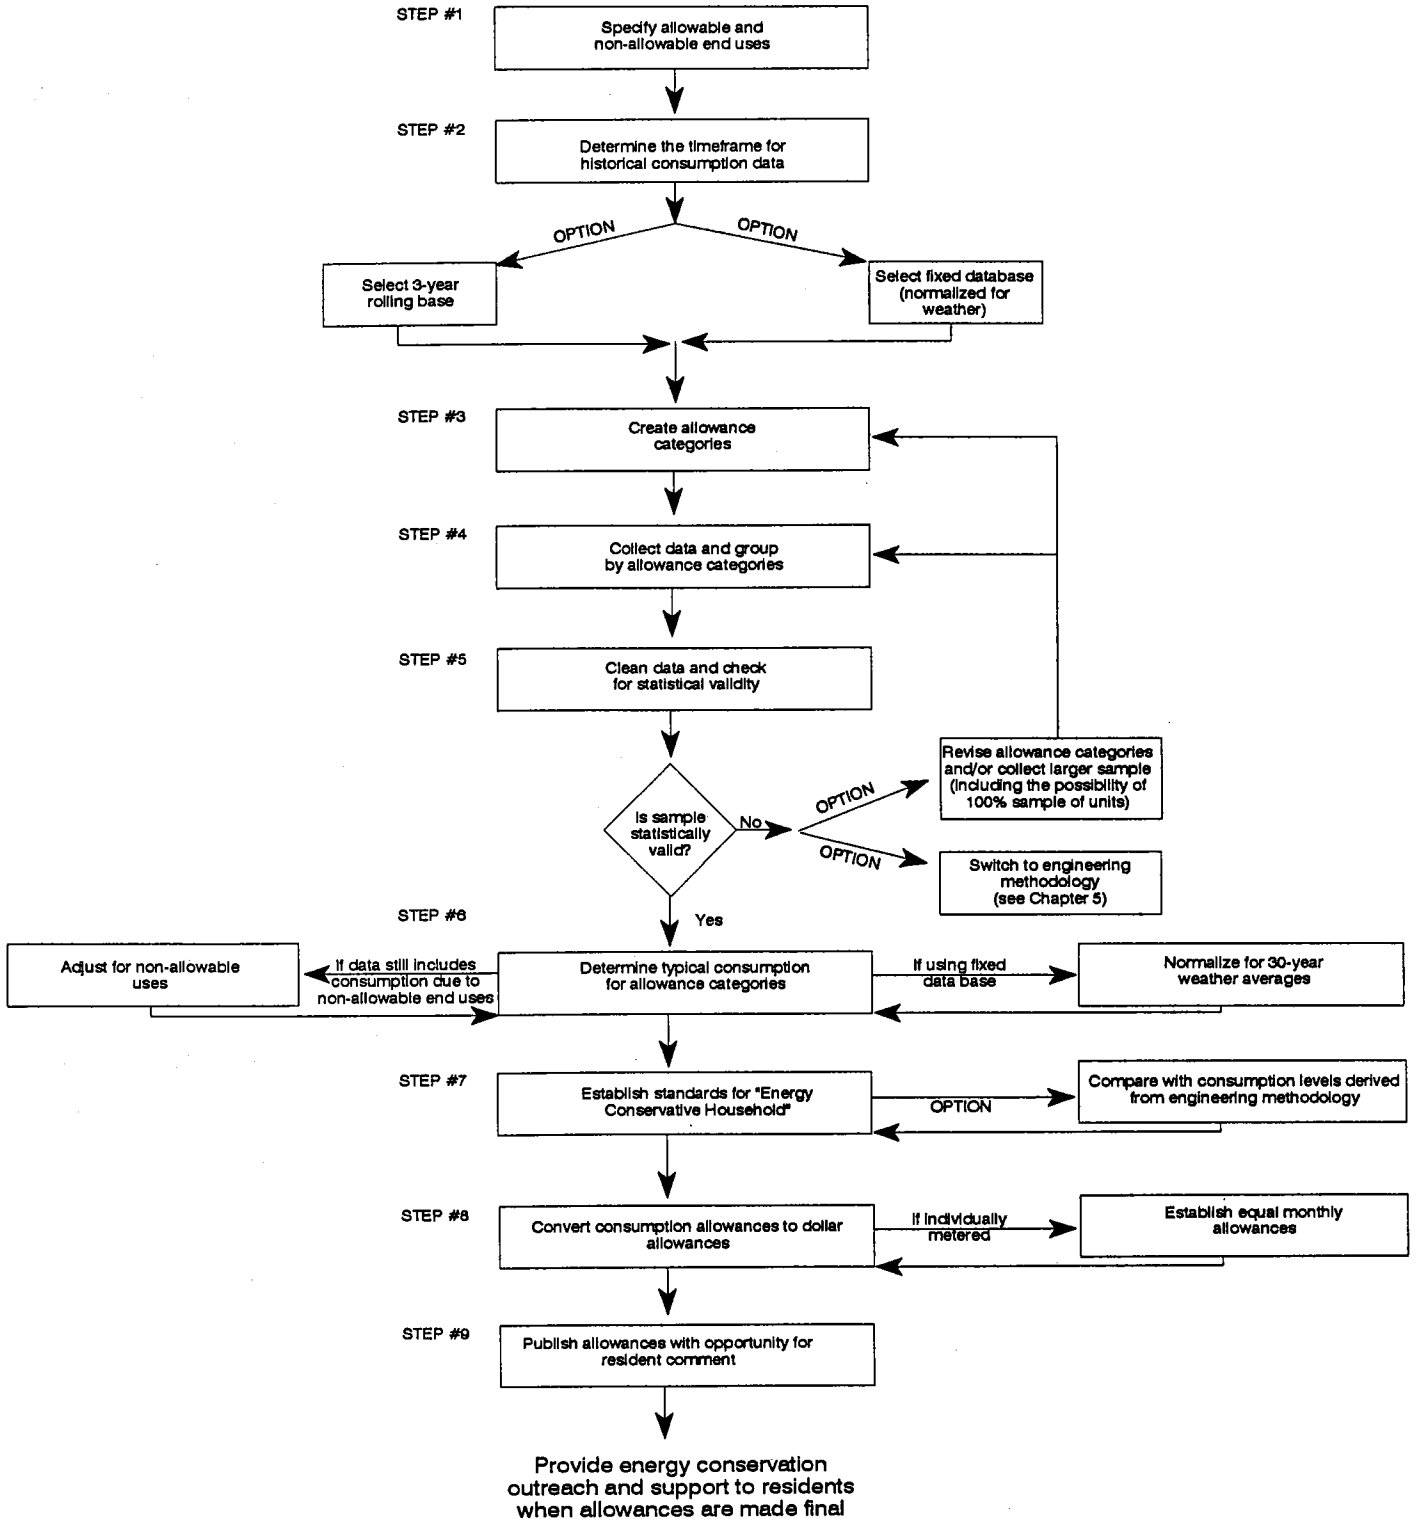 STEP #1
Specify allowable and
non-allowable end uses
STEP #2
Determine the timeframe for
historical consumption data
OPTION
OPTION
Select 3-year
rolling base
Select fixed database
(normalized for
weather)
STEP #3
Create allowance
categories
STEP #4
Collect data and group
by allowance categories
STEP #5
Clean data and check
for statistical validity
Is sample
statistically
valid?
No
OPTION
Revise allowance categories
and/or collect larger sample
(including the possibility of
100% sample of units)
OPTION
Switch to engineering
methodology
(see Chapter 5)
Yes
STEP #6
Adjust for non-allowable
uses
If data still includes
consumption due to
non-allowable end uses
Determine typical consumption
for allowance categories
If using fixed
data base
Normalize for 30-year
weather averages
STEP #7
Establish standards for "Energy
Conservative Household"
OPTION
Compare with consumption levels derived
from engineering methodology
STEP #8
Convert consumption allowances to dollar
allowances
If individually
metered
Establish equal monthly
allowances
STEP #9
Publish allowances with opportunity for
resident comment
Provide energy conservation
outreach and support to residents
when allowances are made final